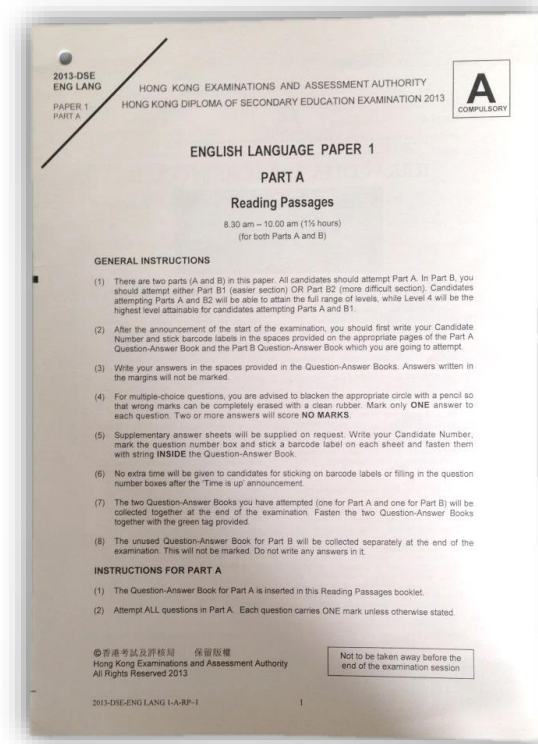 2013-DSE
ENG LANG
PAPER 1
PART A
HONG KONG EXAMINATIONS AND ASSESSMENT AUTHORITY
HONG KONG DIPLOMA OF SECONDARY EDUCATION EXAMINATION 2013
A
COMPULSORY
ENGLISH LANGUAGE PAPER 1
PART A
Reading Passages
8.30 am – 10.00 am (1½ hours)
(for both Parts A and B)
GENERAL INSTRUCTIONS
(1) There are two parts (A and B) in this paper. All candidates should attempt Part A. In Part B, you
should attempt either Part B1 (easier section) OR Part B2 (more difficult section). Candidates
attempting Parts A and B2 will be able to attain the full range of levels, while Level 4 will be the
highest level attainable for candidates attempting Parts A and B1.
(2) After the announcement of the start of the examination, you should first write your Candidate
Number and stick barcode labels in the spaces provided on the appropriate pages of the Part A
Question-Answer Book and the Part B Question-Answer Book which you are going to attempt.
(3) Write your answers in the spaces provided in the Question-Answer Books. Answers written in
the margins will not be marked.
(4) For multiple-choice questions, you are advised to blacken the appropriate circle with a pencil so
that wrong marks can be completely erased with a clean rubber. Mark only ONE answer to
each question. Two or more answers will score NO MARKS.
(5) Supplementary answer sheets will be supplied on request. Write your Candidate Number,
mark the question number box and stick a barcode label on each sheet and fasten them
with string INSIDE the Question-Answer Book.
(6) No extra time will be given to candidates for sticking on barcode labels or filling in the question
number boxes after the 'Time is up' announcement.
(7) The two Question-Answer Books you have attempted (one for Part A and one for Part B) will be
collected together at the end of the examination. Fasten the two Question-Answer Books
together with the green tag provided.
(8) The unused Question-Answer Book for Part B will be collected separately at the end of the
examination. This will not be marked. Do not write any answers in it.
INSTRUCTIONS FOR PART A
(1) The Question-Answer Book for Part A is inserted in this Reading Passages booklet.
(2) Attempt ALL questions in Part A. Each question carries ONE mark unless otherwise stated.
©香港考試及評核局 保留版權
Hong Kong Examinations and Assessment Authority
All Rights Reserved 2013
Not to be taken away before the
end of the examination session
2013-DSE-ENG LANG 1-A-RP–1
1